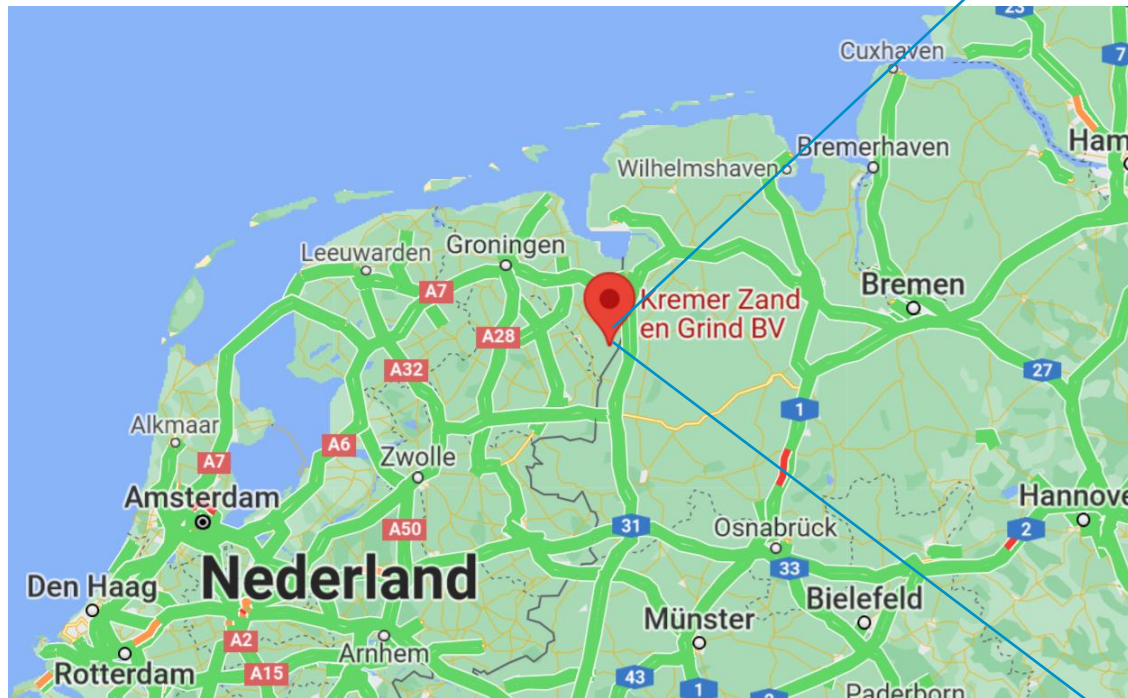 23
Cuxhaven
7
Ham
Bremerhaven
Wilhelmshaven
Groningen
Leeuwarden
A7
Bremen
Kremer Zand
en Grind BV
A28
A32
27
1
Alkmaar
A6
A7
Zwolle
Amsterdam
Hannove
A50
31
Osnabrück
2
33
Nederland
Den Haag
Bielefeld
Münster
A2
Arnhem
Rotterdam
A15
43
1
Paderborn